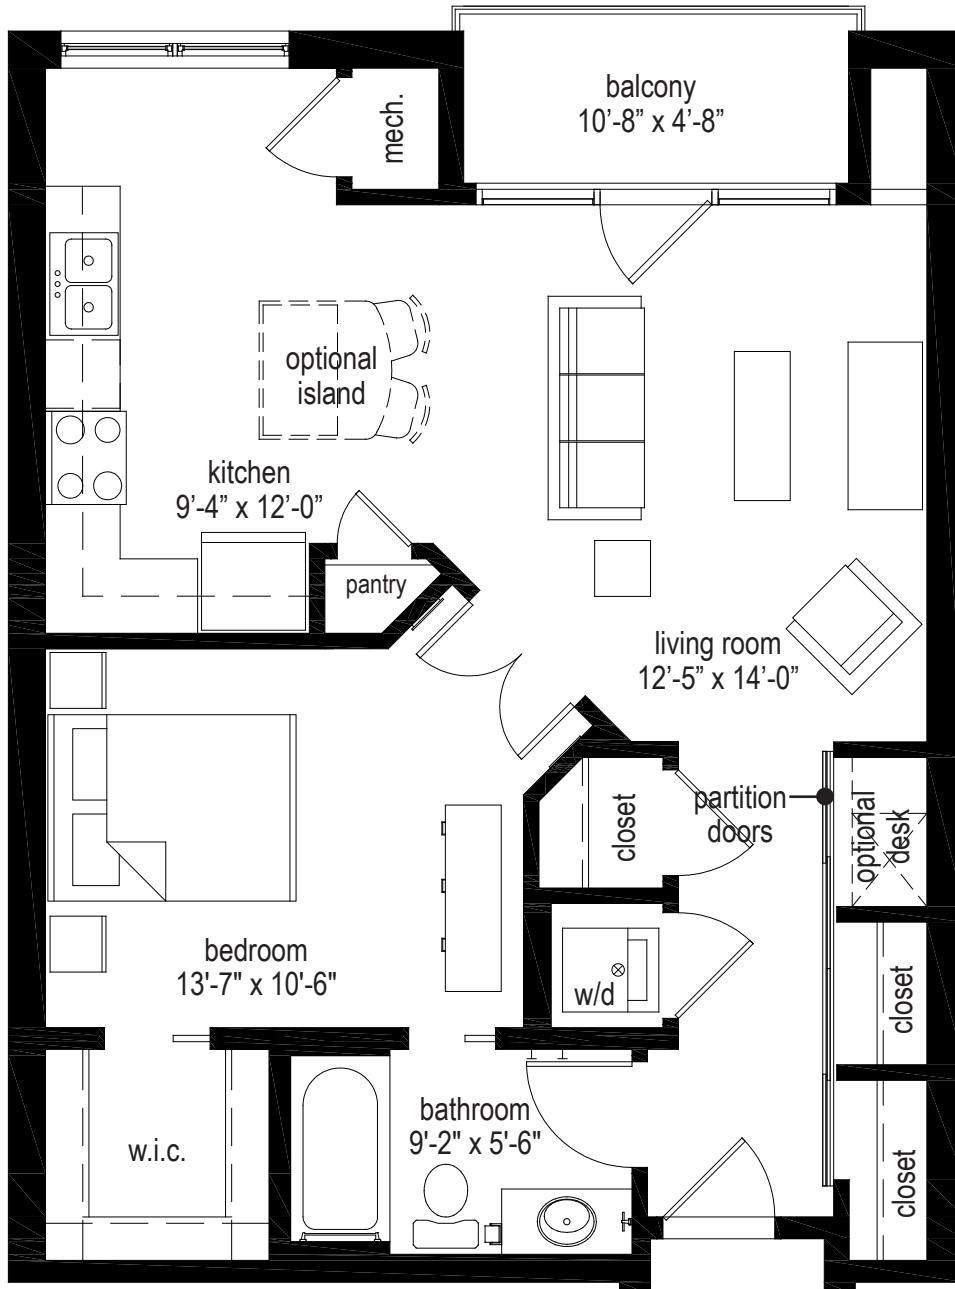 balcony
10’-8” x 4’-8”
mech.
optional
island
kitchen
9’-4” x 12’-0”
pantry
living room
12’-5” x 14’-0”
partition
doors
optional
desk
closet
bedroom
13'-7" x 10'-6"
w/d
closet
bathroom
9'-2" x 5'-6"
w.i.c.
closet